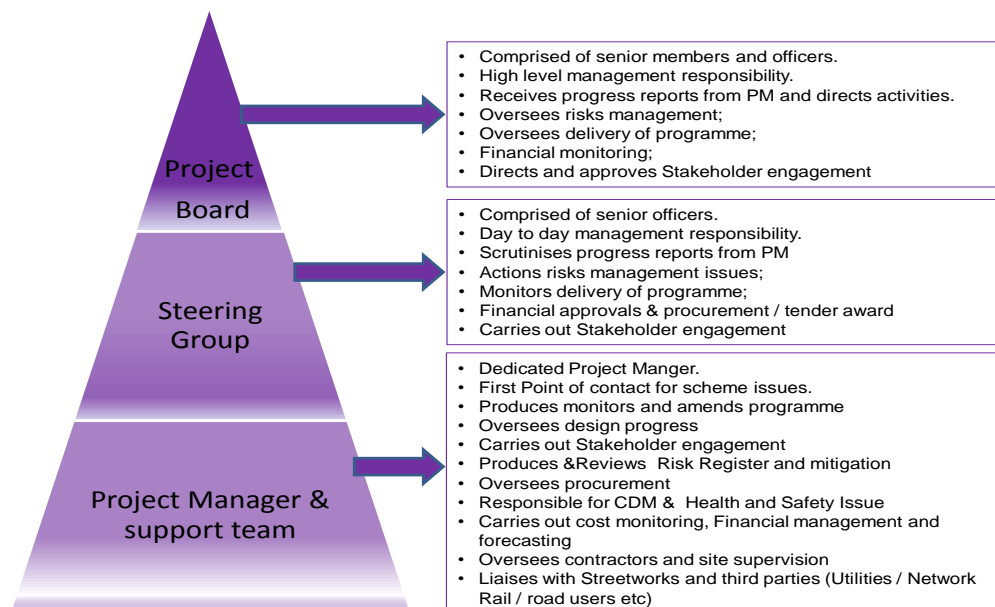 Project
Board
• Comprised of senior members and officers.
• High level management responsibility.
• Receives progress reports from PM and directs activities.
• Oversees risks management;
• Oversees delivery of programme;
• Financial monitoring;
• Directs and approves Stakeholder engagement
Steering
Group
• Comprised of senior officers.
• Day to day management responsibility.
• Scrutinises progress reports from PM
• Actions risks management issues;
• Monitors delivery of programme;
• Financial approvals & procurement / tender award
• Carries out Stakeholder engagement
Project Manager &
support team
• Dedicated Project Manger.
• First Point of contact for scheme issues.
• Produces monitors and amends programme
• Oversees design progress
• Carries out Stakeholder engagement
• Produces &Reviews Risk Register and mitigation
• Oversees procurement
• Responsible for CDM & Health and Safety Issue
• Carries out cost monitoring, Financial management and
forecasting
• Oversees contractors and site supervision
• Liaises with Streetworks and third parties (Utilities / Network
Rail / road users etc)